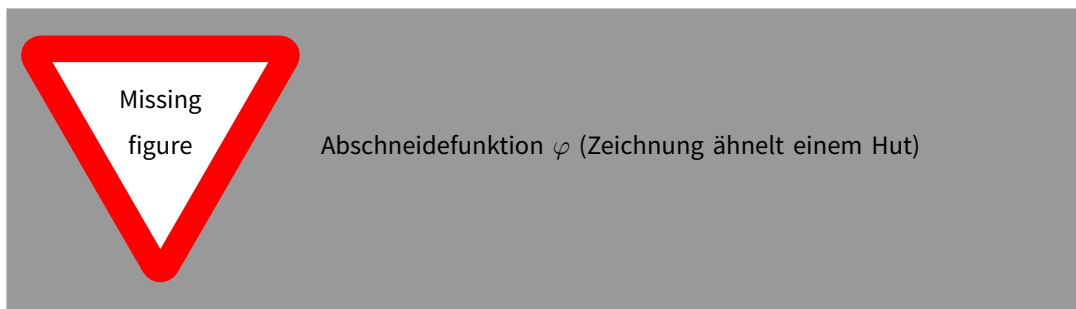 Missing
figure
Abschneidefunktion φ (Zeichnung ähnelt einem Hut)